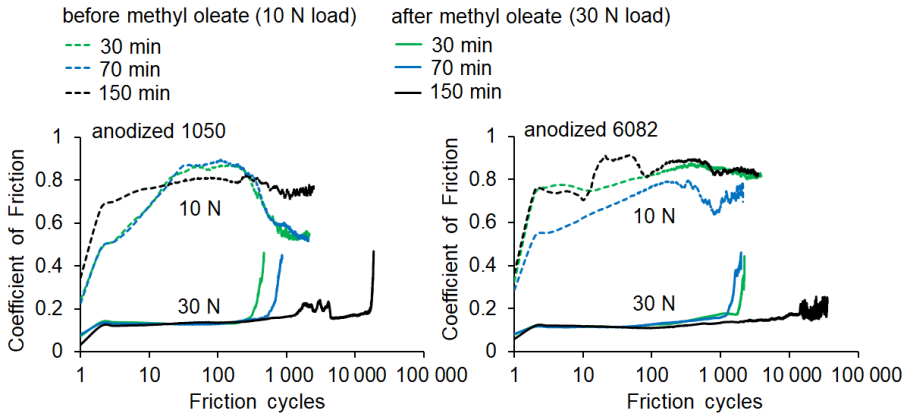 before methyl oleate (10 N load)
30 min
70 min
150 min
after methyl oleate (30 N load)
30 min
70 min
150 min
anodized 1050
Coefficient of Friction
1
0.8
0.6
0.4
0.2
0
10 N
30 N
1 10 100 1 000 10 000 100 000
Friction cycles
anodized 6082
Coefficient of Friction
1
0.8
0.6
0.4
0.2
0
10 N
30 N
1 10 100 1 000 10 000 100 000
Friction cycles